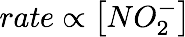 rate ∝ [NO₂⁻]